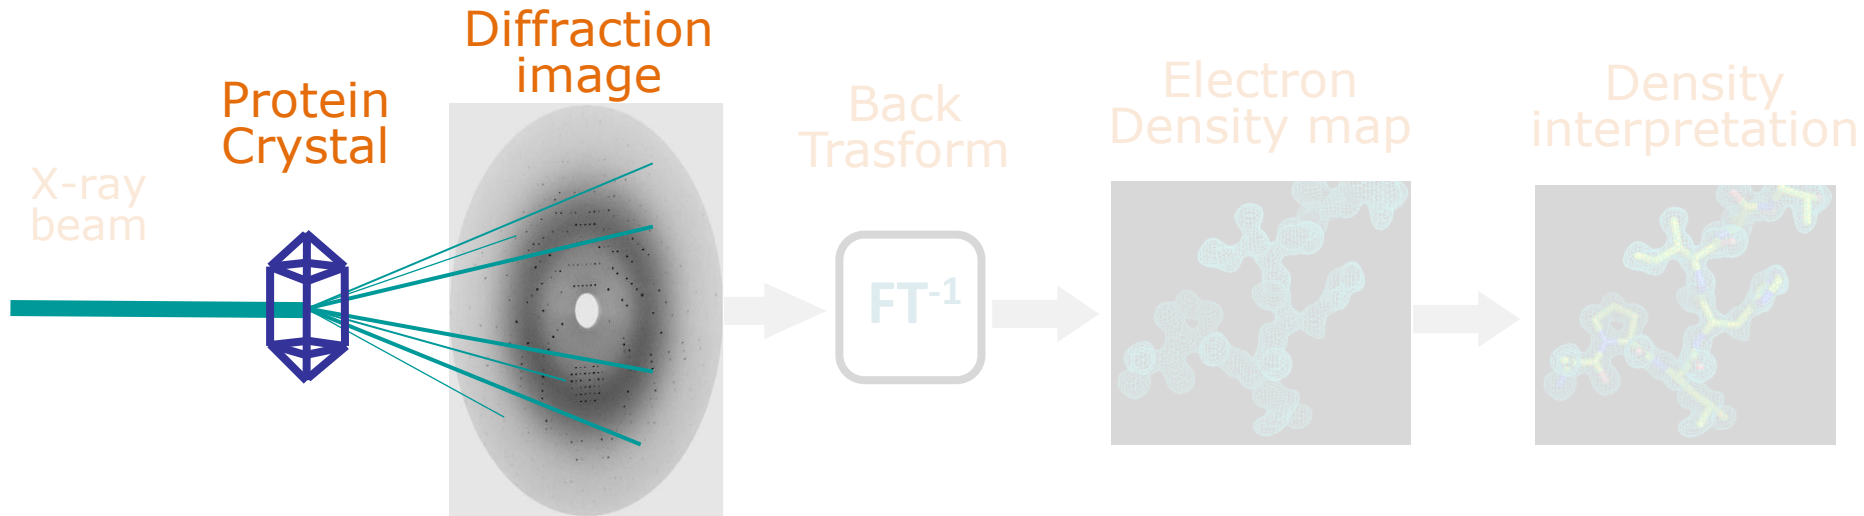 X-ray
beam
Protein
Crystal
Diffraction
image
Back
Trasform
FT-1
Electron
Density map
Density
interpretation